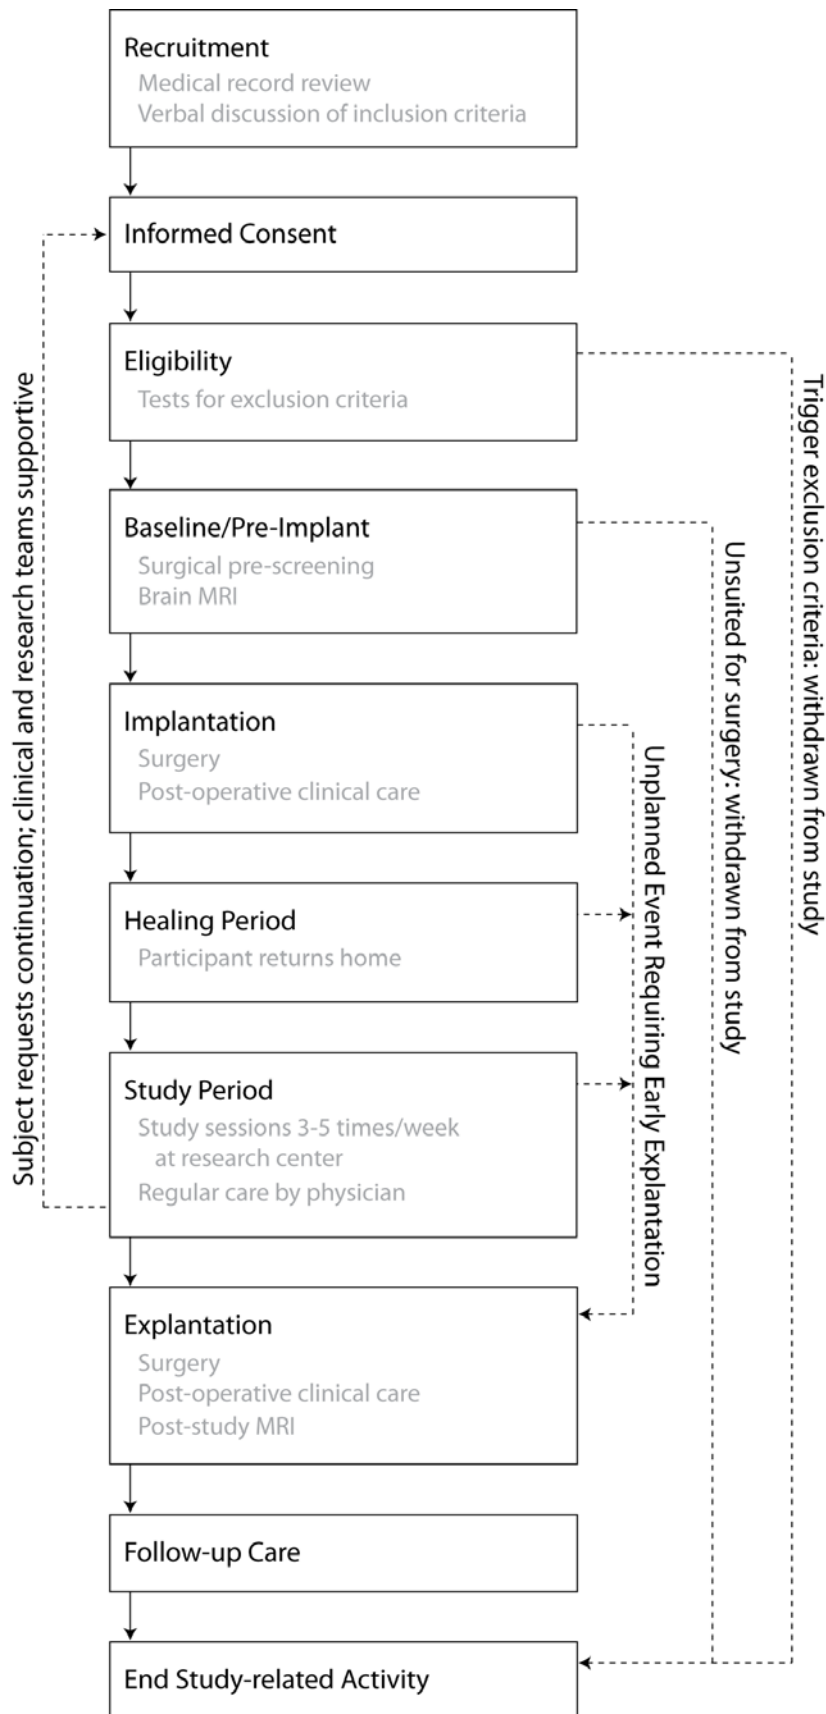 Recruitment
Medical record review
Verbal discussion of inclusion criteria
Informed Consent
Eligibility
Tests for exclusion criteria
Baseline/Pre-Implant
Surgical pre-screening
Brain MRI
Implantation
Surgery
Post-operative clinical care
Healing Period
Participant returns home
Study Period
Study sessions 3-5 times/week
at research center
Regular care by physician
Explantation
Surgery
Post-operative clinical care
Post-study MRI
Follow-up Care
End Study-related Activity
Subject requests continuation; clinical and research teams supportive
Unplanned Event Requiring Early Explantation
Unsuited for surgery: withdrawn from study
Trigger exclusion criteria: withdrawn from study